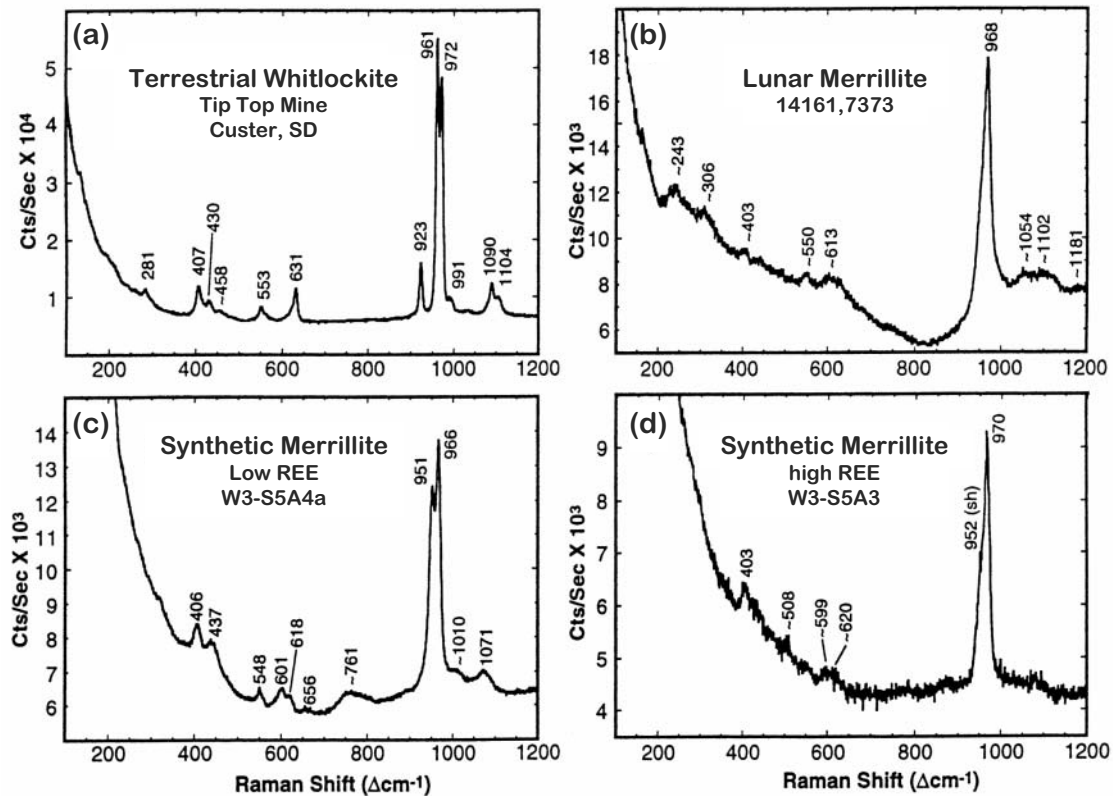 (a)
Terrestrial Whitlockite
Tip Top Mine
Custer, SD
Cts/Sec X 10⁴
5
4
3
2
1
281
407
430
~458
553
631
923
961
972
991
1090
1104
200 400 600 800 1000 1200
(b)
Lunar Merrillite
14161,7373
Cts/Sec X 10³
18
16
14
12
10
8
6
~243
~306
~403
~550
~613
968
~1054
~1102
~1181
200 400 600 800 1000 1200
(c)
Synthetic Merrillite
Low REE
W3-S5A4a
Cts/Sec X 10³
14
13
12
11
10
9
8
7
6
406
437
548
601
618
656
~761
951
966
~1010
1071
200 400 600 800 1000 1200
Raman Shift (Δcm-1)
(d)
Synthetic Merrillite
high REE
W3-S5A3
Cts/Sec X 10³
9
8
7
6
5
4
403
~508
~599
~620
952 (sh)
970
200 400 600 800 1000 1200
Raman Shift (Δcm-1)